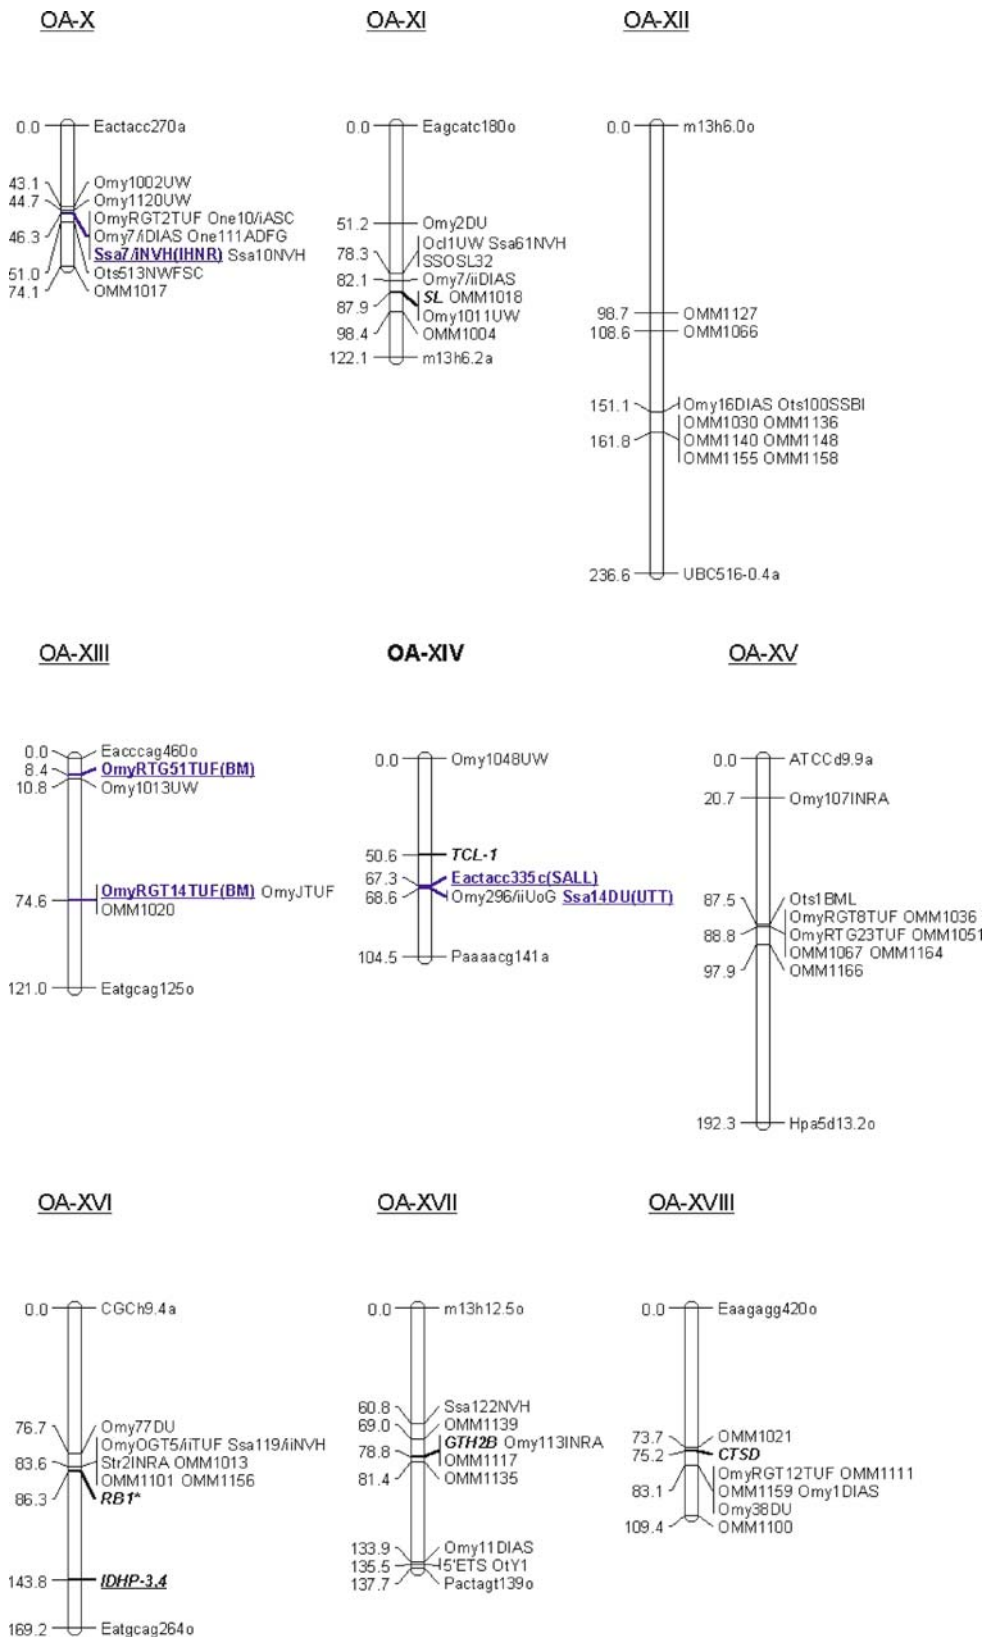 OA-X
0.0 Eactacc270a
43.1 Omy1002UW
44.7 Omy1120UW
OmyRGT2TUF One10/iASC
46.3 Omy7/iDIAS One111ADFG
Ssa7/iNVH(IHNR) Ssa10NVH
51.0 Ots513NWFSC
74.1 OMM1017
OA-XI
0.0 Eagcatc180o
51.2 Omy2DU
Ocl1UW Ssa61NVH
78.3 SSOSL32
82.1 Omy7/iiDIAS
SL OMM1018
87.9 Omy1011UW
98.4 OMM1004
122.1 m13h6.2a
OA-XII
0.0 m13h6.0o
98.7 OMM1127
108.6 OMM1066
151.1 Omy16DIAS Ots100SSBI
OMM1030 OMM1136
161.8 OMM1140 OMM1148
OMM1155 OMM1158
236.6 UBC516-0.4a
OA-XIII
0.0 Eacccag460o
8.4 OmyRTG51TUF(BM)
10.8 Omy1013UW
74.6 OmyRGT14TUF(BM) OmyJTUF
OMM1020
121.0 Eatgcag125o
OA-XIV
0.0 Omy1048UW
50.6 TCL-1
67.3 Eactacc335c(SALL)
68.6 Omy296/iiUoG Ssa14DU(UTT)
104.5 Paaaacg141a
OA-XV
0.0 ATCCd9.9a
20.7 Omy107INRA
87.5 Ots1BML
OmyRGT8TUF OMM1036
88.8 OmyRTG23TUF OMM1051
OMM1067 OMM1164
97.9 OMM1166
192.3 Hpa5d13.2o
OA-XVI
0.0 CGCh9.4a
76.7 Omy77DU
OmyOGT5/iiTUF Ssa119/iiNVH
83.6 Str2INRA OMM1013
OMM1101 OMM1156
86.3 RB1*
143.8 IDHP-3,4
169.2 Eatgcag264o
OA-XVII
0.0 m13h12.5o
60.8 Ssa122NVH
69.0 OMM1139
GTH2B Omy113INRA
78.8 OMM1117
81.4 OMM1135
133.9 Omy11DIAS
135.5 5'ETS OtY1
137.7 Pactagt139o
OA-XVIII
0.0 Eaagagg420o
73.7 OMM1021
75.2 CTSD
OmyRGT12TUF OMM1111
83.1 OMM1159 Omy1DIAS
Omy38DU
109.4 OMM1100